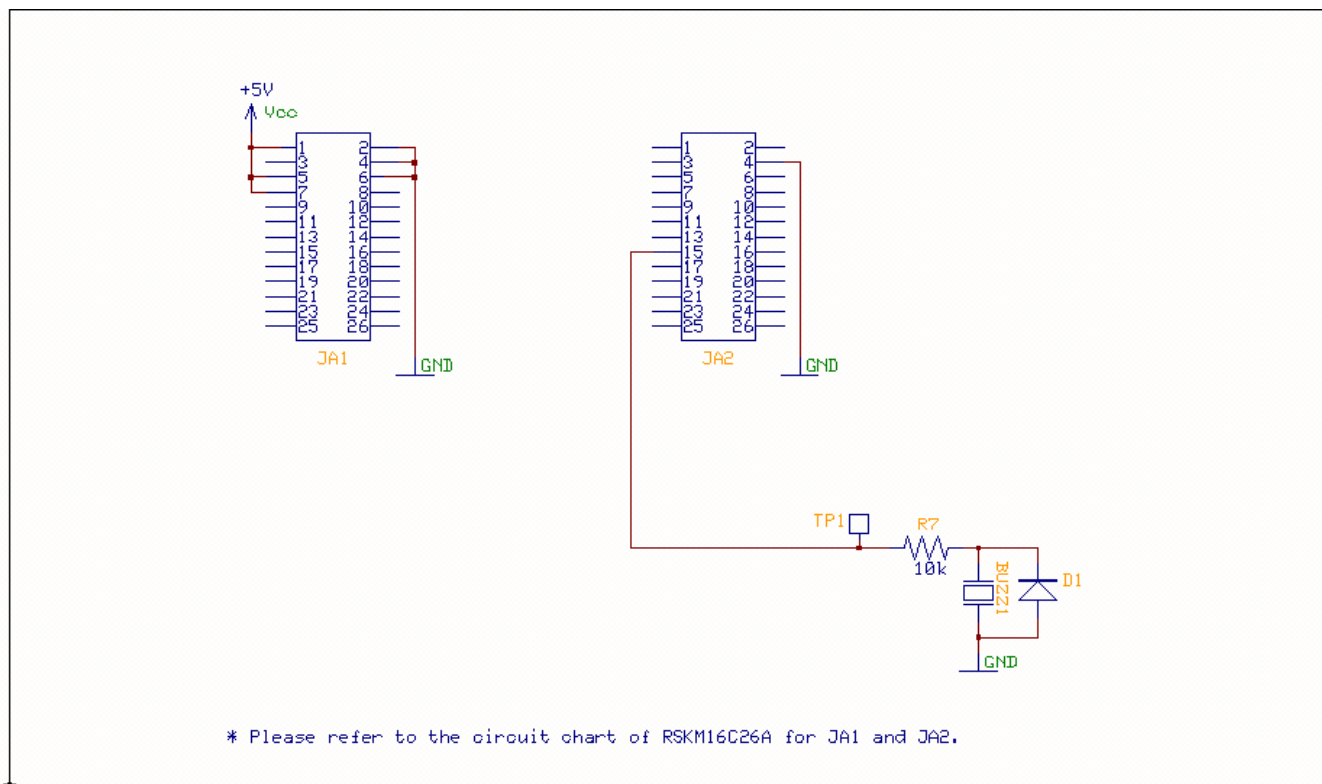 +5V
Vcc
1 2
3 4
5 6
7 8
9 10
11 12
13 14
15 16
17 18
19 20
21 22
23 24
25 26
JA1
GND
1 2
3 4
5 6
7 8
9 10
11 12
13 14
15 16
17 18
19 20
21 22
23 24
25 26
JA2
GND
TP1
R7
10k
BUZZ1
D1
GND
* Please refer to the circuit chart of RSKM16C26A for JA1 and JA2.